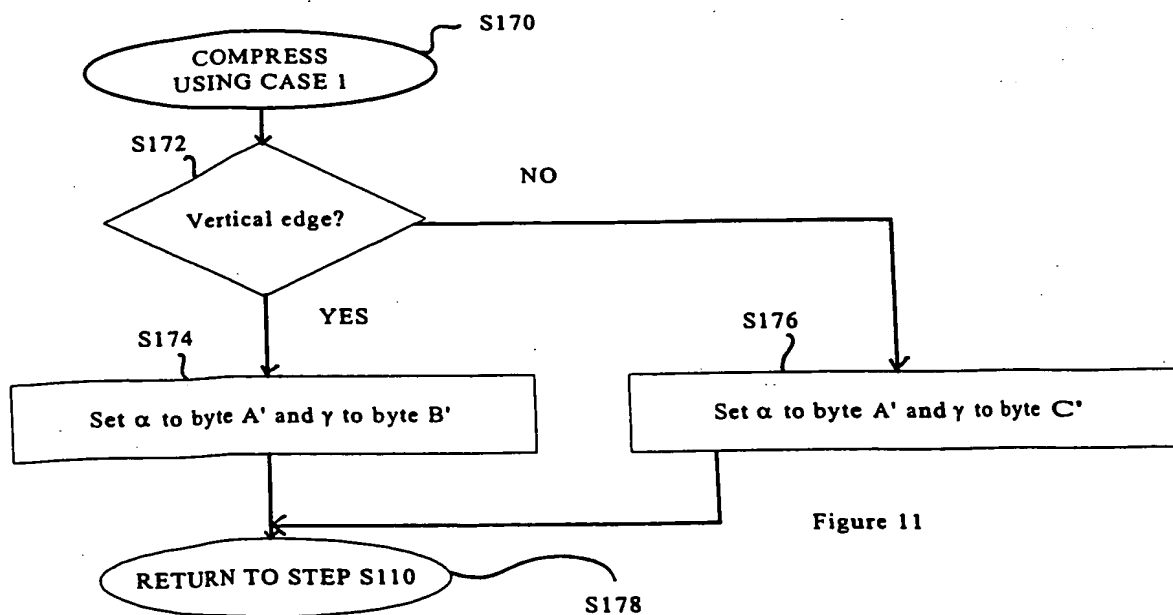 S170
COMPRESS
USING CASE 1
S172
NO
Vertical edge?
YES
S174
S176
Set α to byte A' and γ to byte B'
Set α to byte A' and γ to byte C'
Figure 11
RETURN TO STEP S110
S178